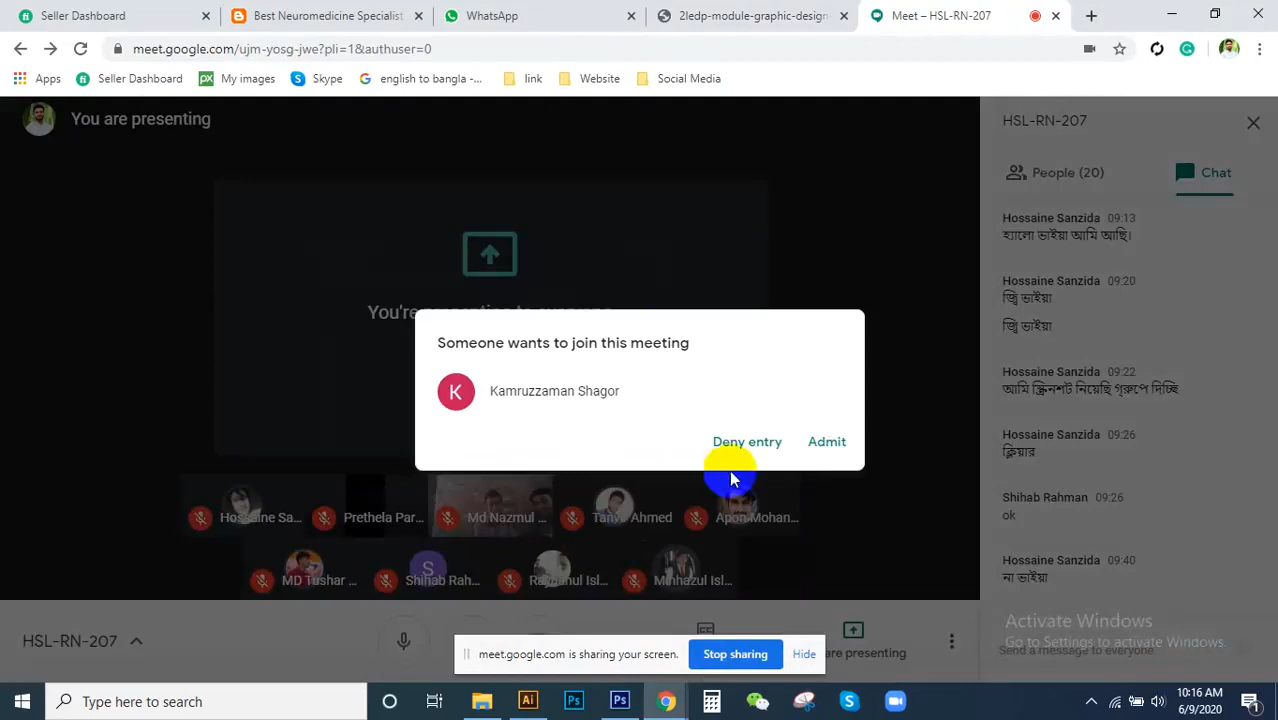 Seller Dashboard
Best Neuromedicine Specialist
WhatsApp
2ledp-module-graphic-design
Meet – HSL-RN-207
meet.google.com/ujm-yosg-jwe?pli=1&authuser=0
Apps
Seller Dashboard
My images
Skype
english to bangla -...
link
Website
Social Media
You are presenting
You're presenting to everyone
Someone wants to join this meeting
K
Kamruzzaman Shagor
Deny entry
Admit
Hossaine Sa...
Prethela Par...
Md Nazmul ...
Tanvir Ahmed
Apon Mohan...
MD Tushar ...
S
Shihab Rah...
Minhazul Isl...
HSL-RN-207
meet.google.com is sharing your screen.
Stop sharing
Hide
are presenting
HSL-RN-207
People (20)
Chat
Hossaine Sanzida 09:13
হ্যালো ভাইয়া আমি আছি।
Hossaine Sanzida 09:20
জ্বি ভাইয়া
জ্বি ভাইয়া
Hossaine Sanzida 09:22
আমি স্ক্রিনশট নিয়েছি গ্রুপে দিচ্ছি
Hossaine Sanzida 09:26
ক্লিয়ার
Shihab Rahman 09:26
ok
Hossaine Sanzida 09:40
না ভাইয়া
Activate Windows
Go to Settings to activate Windows.
Send a message to everyone
Type here to search
Ai
Ps
Ps
10:16 AM
6/9/2020
1